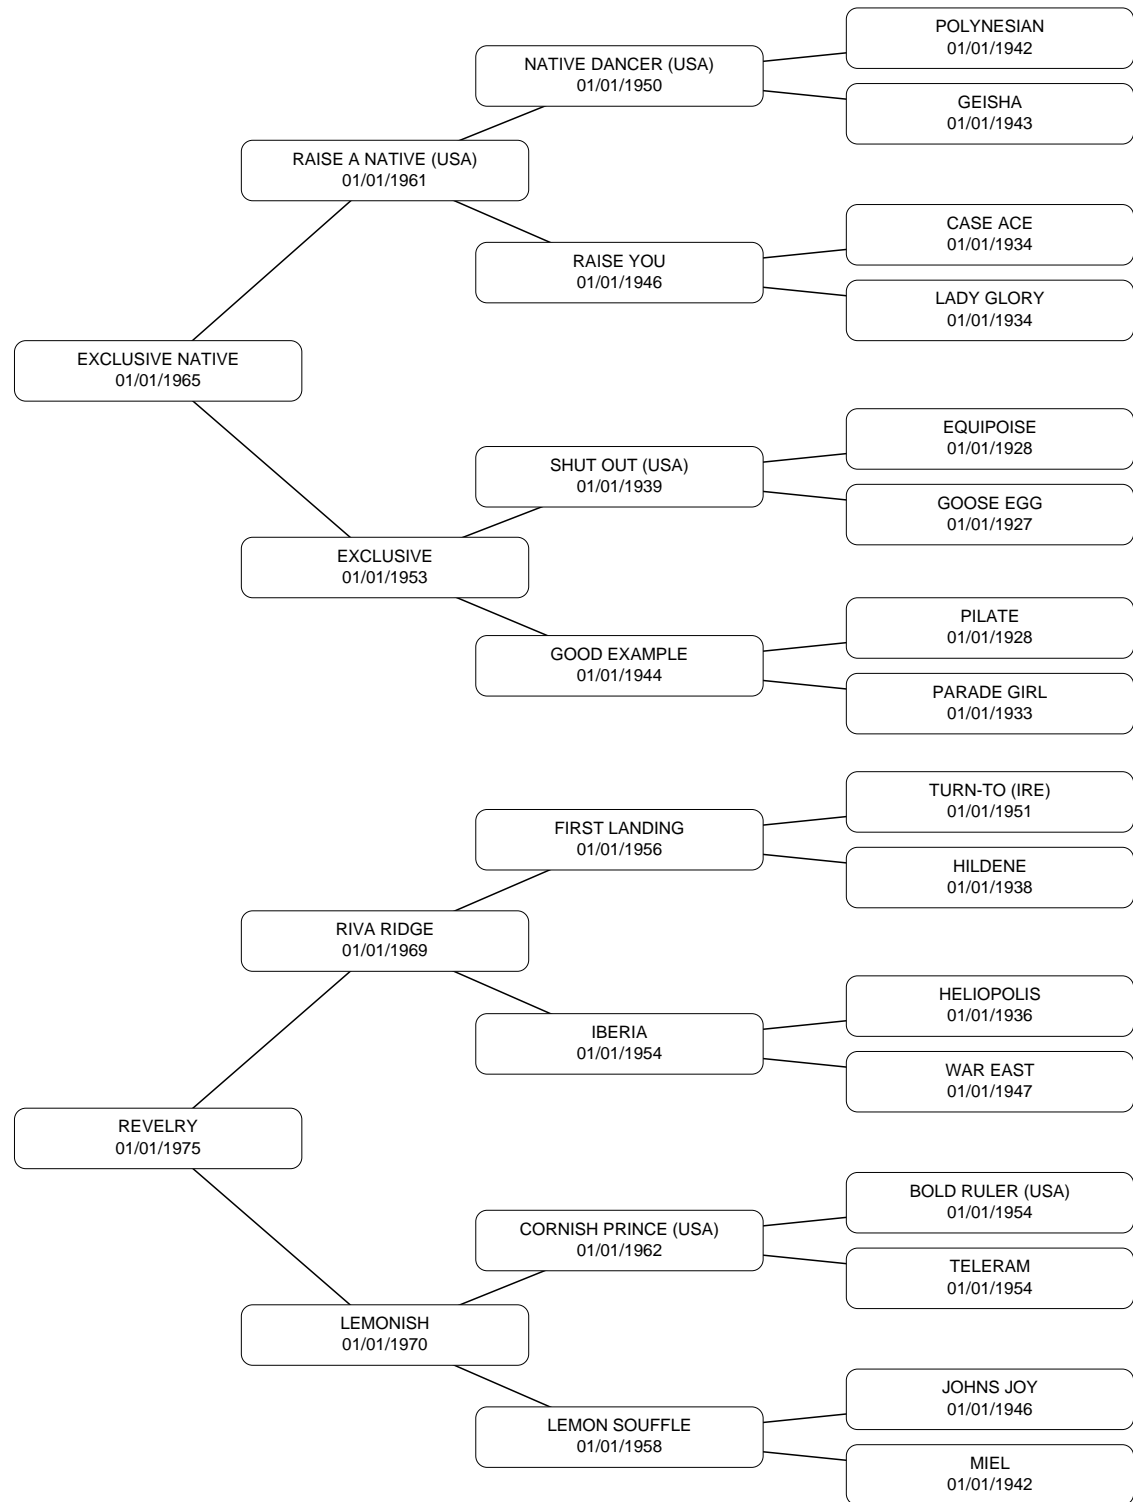 POLYNESIAN
01/01/1942
NATIVE DANCER (USA)
01/01/1950
GEISHA
01/01/1943
RAISE A NATIVE (USA)
01/01/1961
CASE ACE
01/01/1934
RAISE YOU
01/01/1946
LADY GLORY
01/01/1934
EXCLUSIVE NATIVE
01/01/1965
EQUIPOISE
01/01/1928
SHUT OUT (USA)
01/01/1939
GOOSE EGG
01/01/1927
EXCLUSIVE
01/01/1953
PILATE
01/01/1928
GOOD EXAMPLE
01/01/1944
PARADE GIRL
01/01/1933
TURN-TO (IRE)
01/01/1951
FIRST LANDING
01/01/1956
HILDENE
01/01/1938
RIVA RIDGE
01/01/1969
HELIOPOLIS
01/01/1936
IBERIA
01/01/1954
WAR EAST
01/01/1947
REVELRY
01/01/1975
BOLD RULER (USA)
01/01/1954
CORNISH PRINCE (USA)
01/01/1962
TELERAM
01/01/1954
LEMONISH
01/01/1970
JOHNS JOY
01/01/1946
LEMON SOUFFLE
01/01/1958
MIEL
01/01/1942